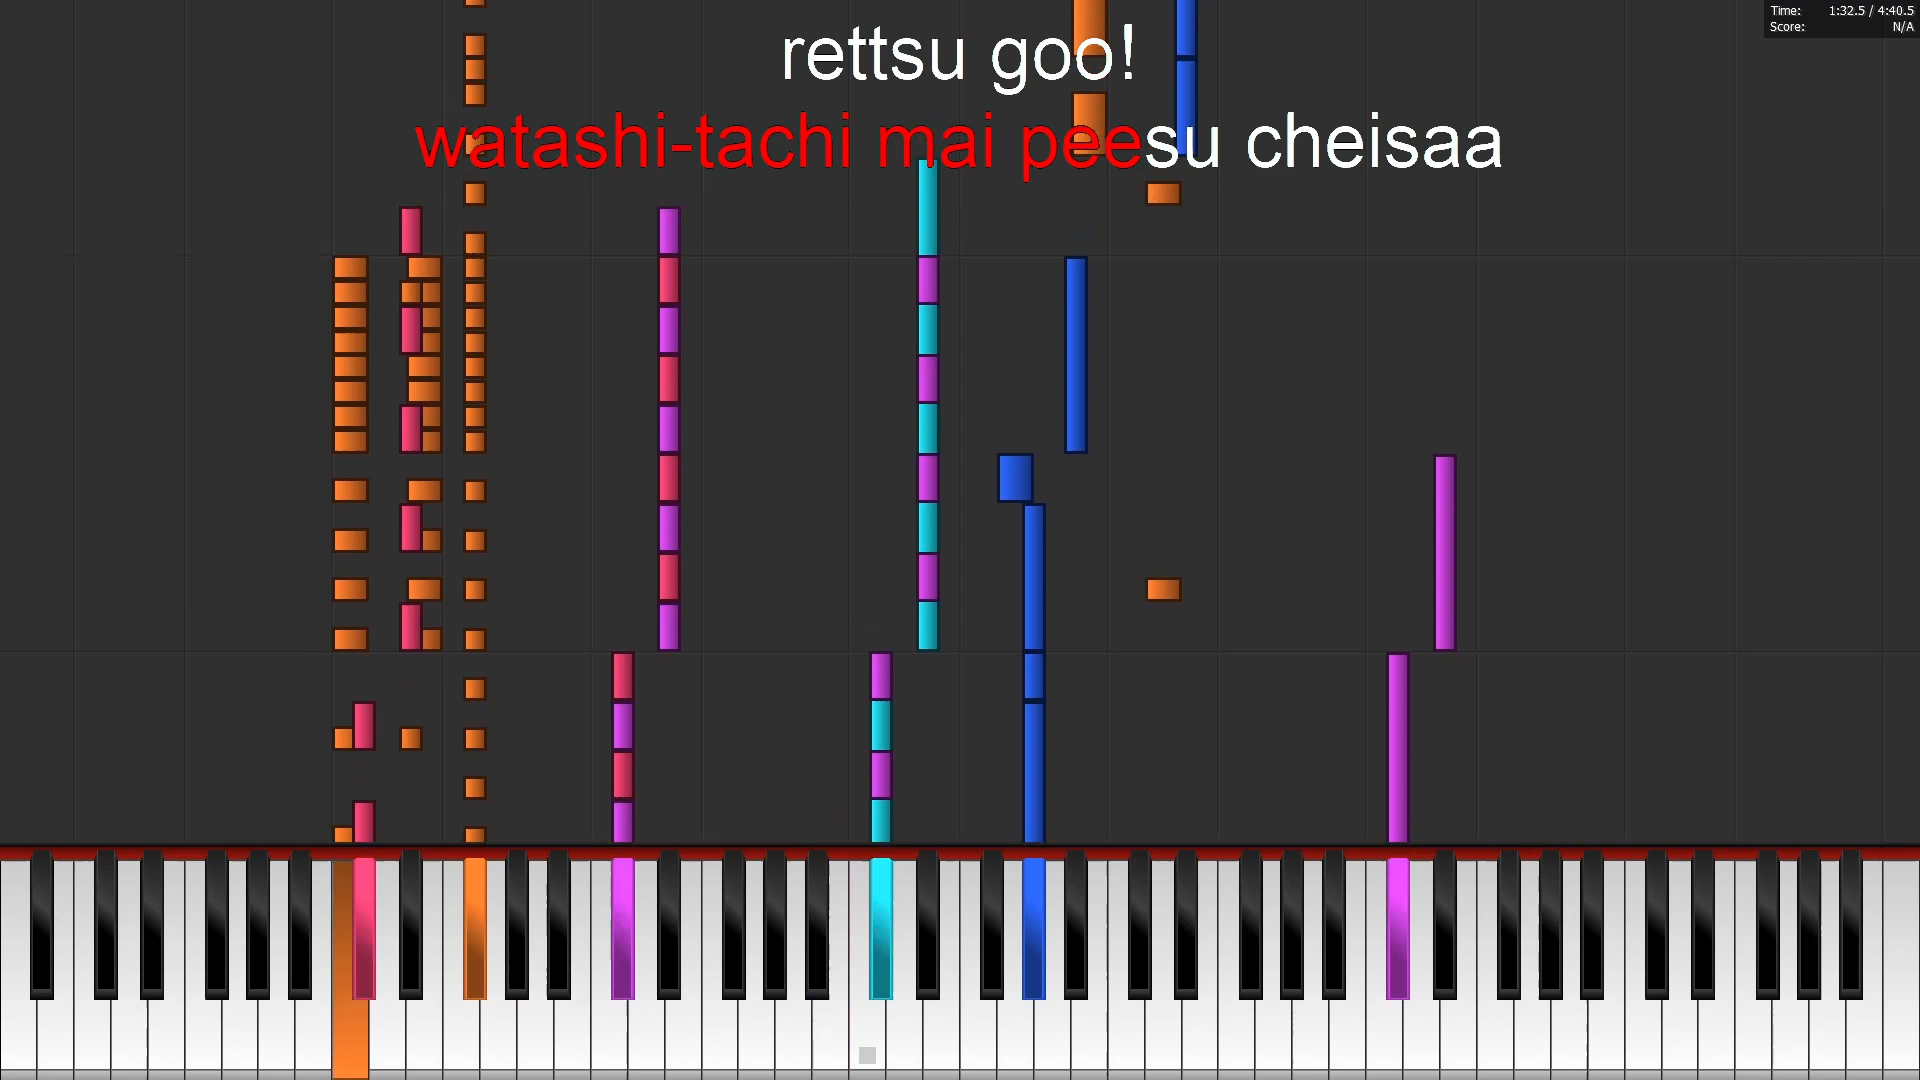 Time: 1:32.5 / 4:40.5
Score: N/A
rettsu goo!
watashi-tachi mai peesu cheisaa